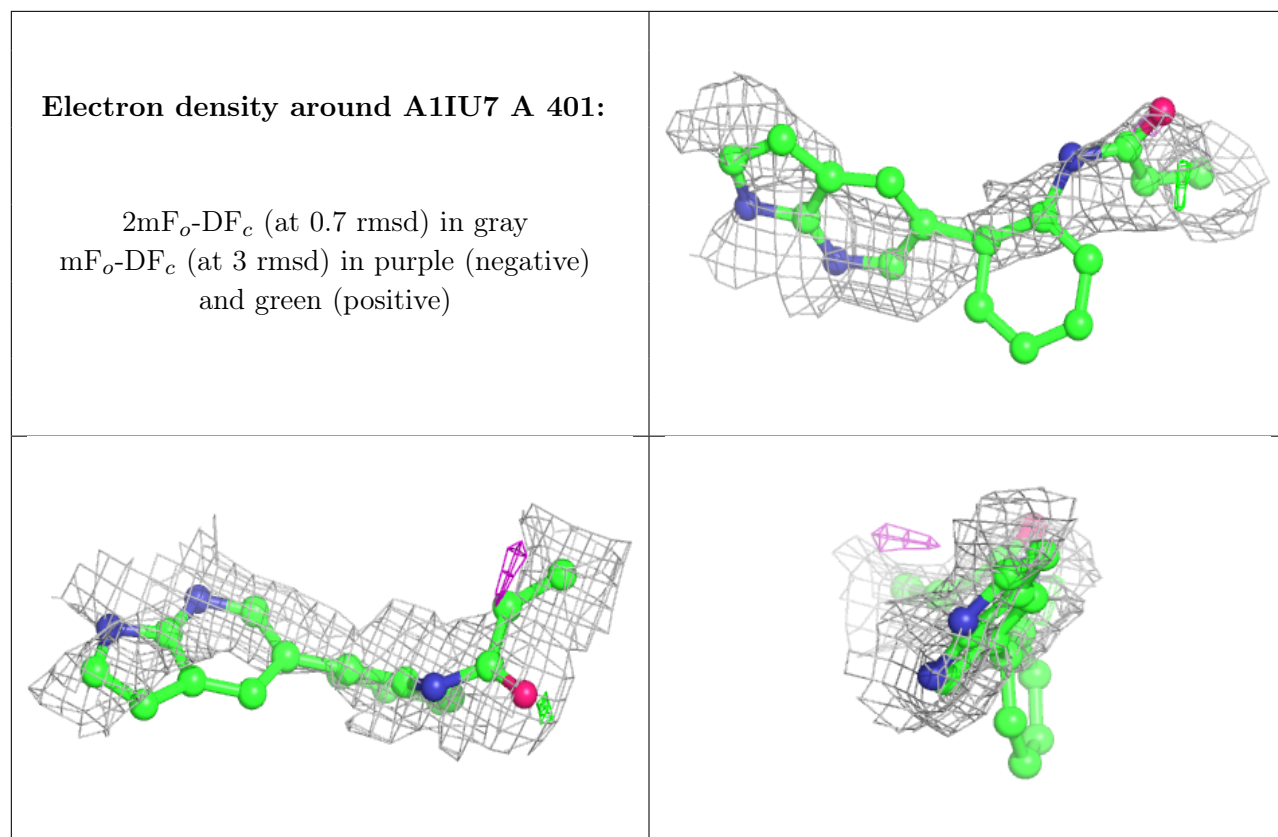 Electron density around A1IU7 A 401:
2mFo-DFc (at 0.7 rmsd) in gray
mFo-DFc (at 3 rmsd) in purple (negative)
and green (positive)